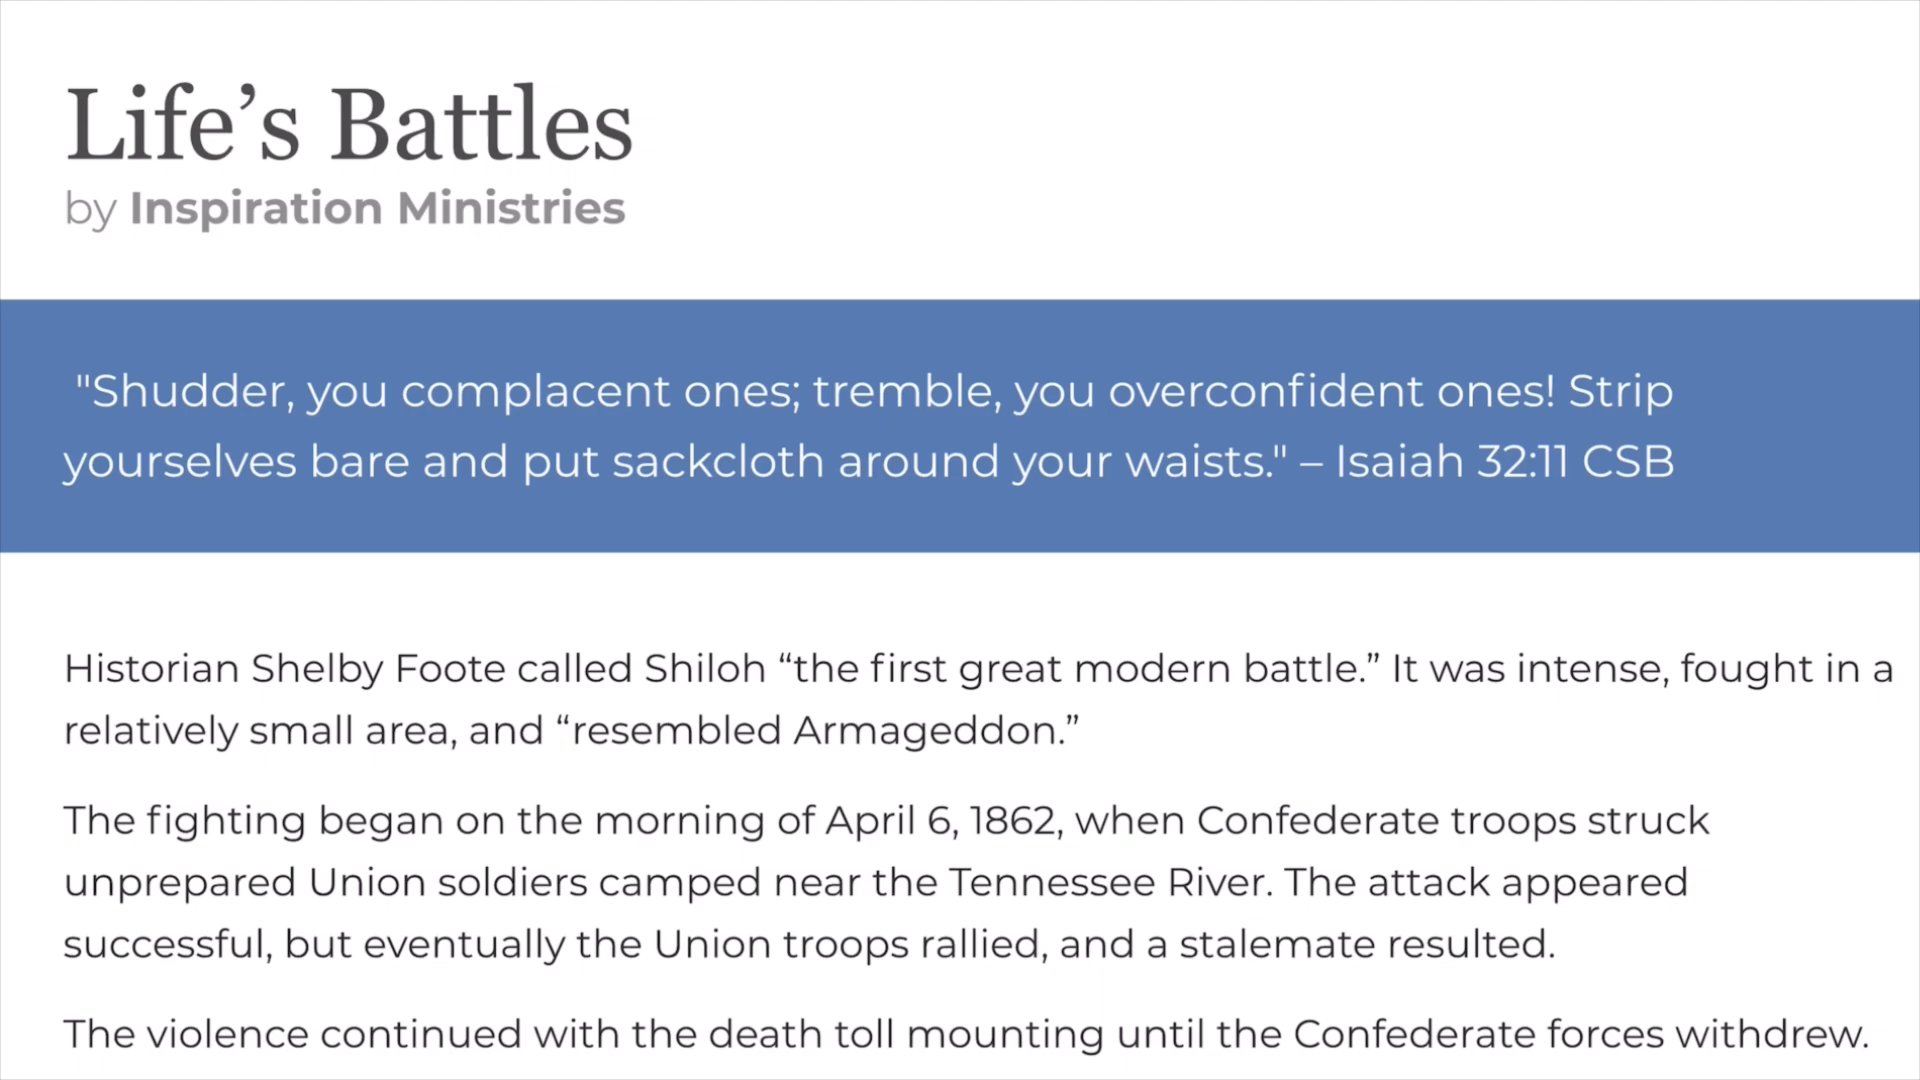 Life’s Battles
by Inspiration Ministries
"Shudder, you complacent ones; tremble, you overconfident ones! Strip
yourselves bare and put sackcloth around your waists." – Isaiah 32:11 CSB
Historian Shelby Foote called Shiloh “the first great modern battle.” It was intense, fought in a
relatively small area, and “resembled Armageddon.”
The fighting began on the morning of April 6, 1862, when Confederate troops struck
unprepared Union soldiers camped near the Tennessee River. The attack appeared
successful, but eventually the Union troops rallied, and a stalemate resulted.
The violence continued with the death toll mounting until the Confederate forces withdrew.